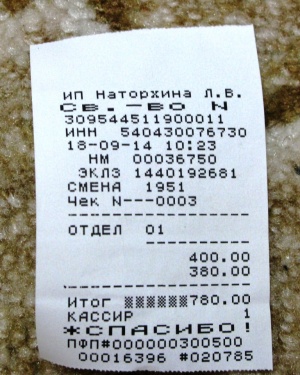 ИП Наторхина Л.В.
СВ.-ВО N
309544511900011
ИНН 540430076730
18-09-14 10:23
НМ 00036750
ЭКЛЗ 1440192681
СМЕНА 1951
Чек N---0003
ОТДЕЛ 01
400.00
380.00
Итог ▒▒▒▒▒▒780.00
КАССИР 1
*СПАСИБО!
ПФП#000000300500
00016396 #020785